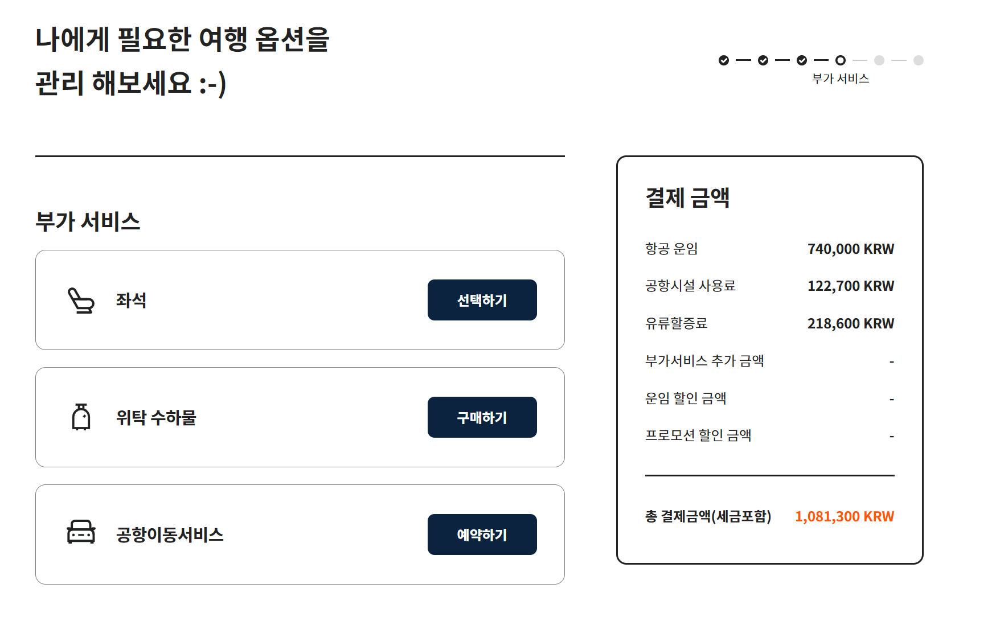 나에게 필요한 여행 옵션을
관리 해보세요 :-)
부가 서비스
부가 서비스
좌석
선택하기
위탁 수하물
구매하기
공항이동서비스
예약하기
결제 금액
항공 운임 740,000 KRW
공항시설 사용료 122,700 KRW
유류할증료 218,600 KRW
부가서비스 추가 금액 -
운임 할인 금액 -
프로모션 할인 금액 -
총 결제금액(세금포함) 1,081,300 KRW